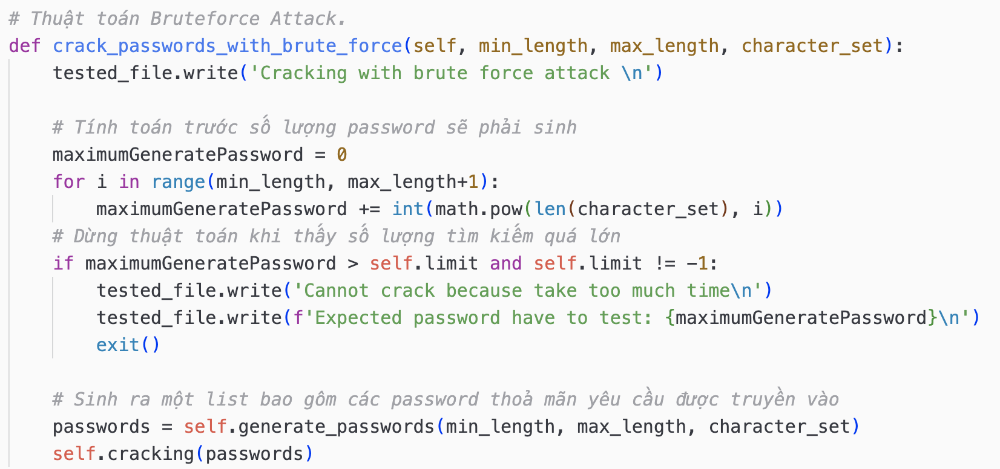 # Thuật toán Bruteforce Attack.
def crack_passwords_with_brute_force(self, min_length, max_length, character_set):
    tested_file.write('Cracking with brute force attack \n')

    # Tính toán trước số lượng password sẽ phải sinh
    maximumGeneratePassword = 0
    for i in range(min_length, max_length+1):
        maximumGeneratePassword += int(math.pow(len(character_set), i))
    # Dừng thuật toán khi thấy số lượng tìm kiếm quá lớn
    if maximumGeneratePassword > self.limit and self.limit != -1:
        tested_file.write('Cannot crack because take too much time\n')
        tested_file.write(f'Expected password have to test: {maximumGeneratePassword}\n')
        exit()

    # Sinh ra một list bao gôm các password thoả mãn yêu cầu được truyền vào
    passwords = self.generate_passwords(min_length, max_length, character_set)
    self.cracking(passwords)